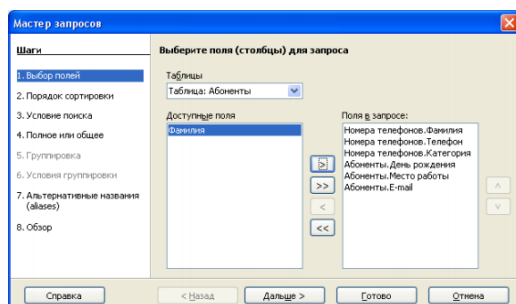 Мастер запросов
Шаги
1. Выбор полей
2. Порядок сортировки
3. Условие поиска
4. Полное или общее
5. Группировка
6. Условия группировки
7. Альтернативные названия
(aliases)
8. Обзор
Выберите поля (столбцы) для запроса
Таблицы
Таблица: Абоненты
Доступные поля
Фамилия
>
>>
<
<<
Поля в запросе:
Номера телефонов.Фамилия
Номера телефонов.Телефон
Номера телефонов.Категория
Абоненты.День рождения
Абоненты.Место работы
Абоненты.E-mail
Справка
< Назад
Дальше >
Готово
Отмена